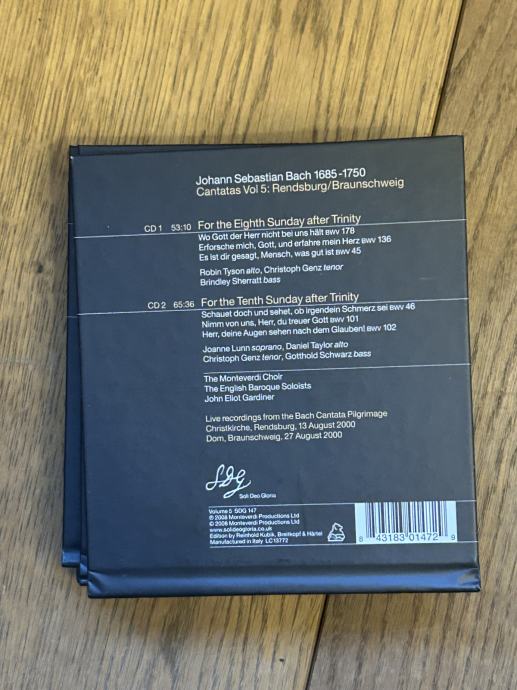 Johann Sebastian Bach 1685-1750
Cantatas Vol 5: Rendsburg/Braunschweig
CD 1 53:10 For the Eighth Sunday after Trinity
Wo Gott der Herr nicht bei uns hält BWV 178
Erforsche mich, Gott, und erfahre mein Herz BWV 136
Es ist dir gesagt, Mensch, was gut ist BWV 45
Robin Tyson alto, Christoph Genz tenor
Brindley Sherratt bass
CD 2 65:36 For the Tenth Sunday after Trinity
Schauet doch und sehet, ob irgendein Schmerz sei BWV 46
Nimm von uns, Herr, du treuer Gott BWV 101
Herr, deine Augen sehen nach dem Glauben! BWV 102
Joanne Lunn soprano, Daniel Taylor alto
Christoph Genz tenor, Gotthold Schwarz bass
The Monteverdi Choir
The English Baroque Soloists
John Eliot Gardiner
Live recordings from the Bach Cantata Pilgrimage
Christkirche, Rendsburg, 13 August 2000
Dom, Braunschweig, 27 August 2000
SDG
Soli Deo Gloria
Volume 5 SDG 147
℗ 2008 Monteverdi Productions Ltd
© 2008 Monteverdi Productions Ltd
www.solideogloria.co.uk
Edition by Reinhold Kubik, Breitkopf & Härtel
Manufactured in Italy LC13772
8 43183 01472 9